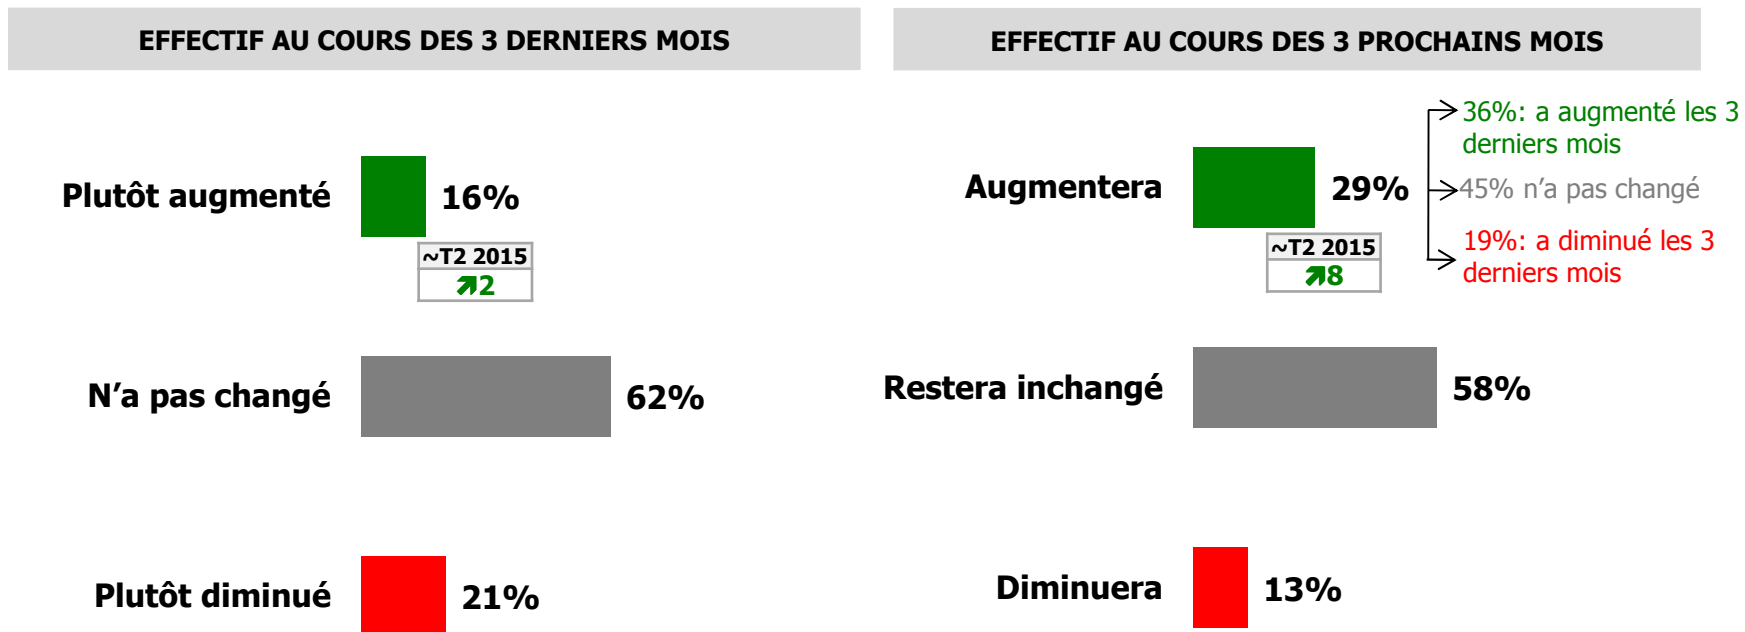 EFFECTIF AU COURS DES 3 DERNIERS MOIS
Plutôt augmenté 16%
~T2 2015
↗2
N’a pas changé 62%
Plutôt diminué 21%
EFFECTIF AU COURS DES 3 PROCHAINS MOIS
Augmentera 29%
36%: a augmenté les 3
derniers mois
45% n’a pas changé
19%: a diminué les 3
derniers mois
~T2 2015
↗8
Restera inchangé 58%
Diminuera 13%